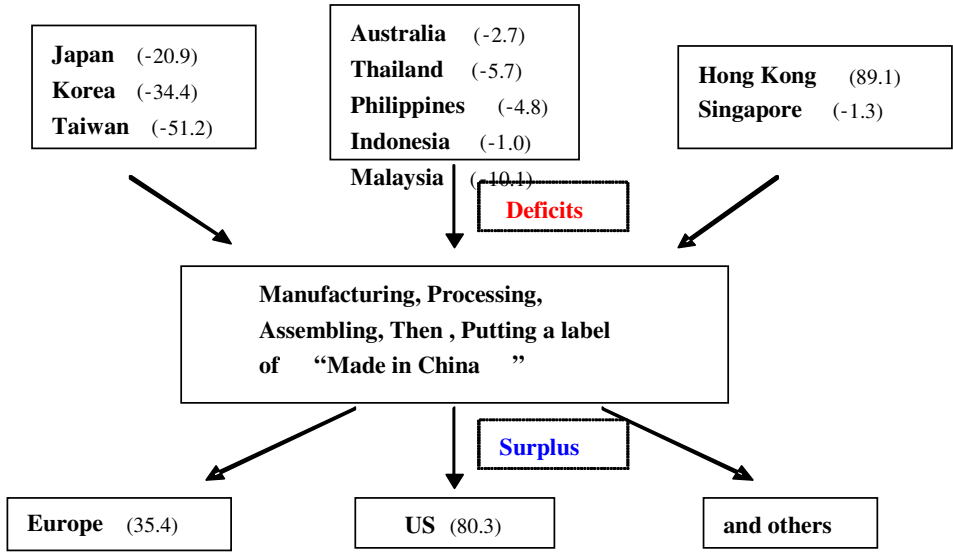 Japan (-20.9)
Korea (-34.4)
Taiwan (-51.2)
Australia (-2.7)
Thailand (-5.7)
Philippines (-4.8)
Indonesia (-1.0)
Malaysia (-10.1)
Hong Kong (89.1)
Singapore (-1.3)
Deficits
Manufacturing, Processing,
Assembling, Then , Putting a label
of “Made in China ”
Surplus
Europe (35.4)
US (80.3)
and others